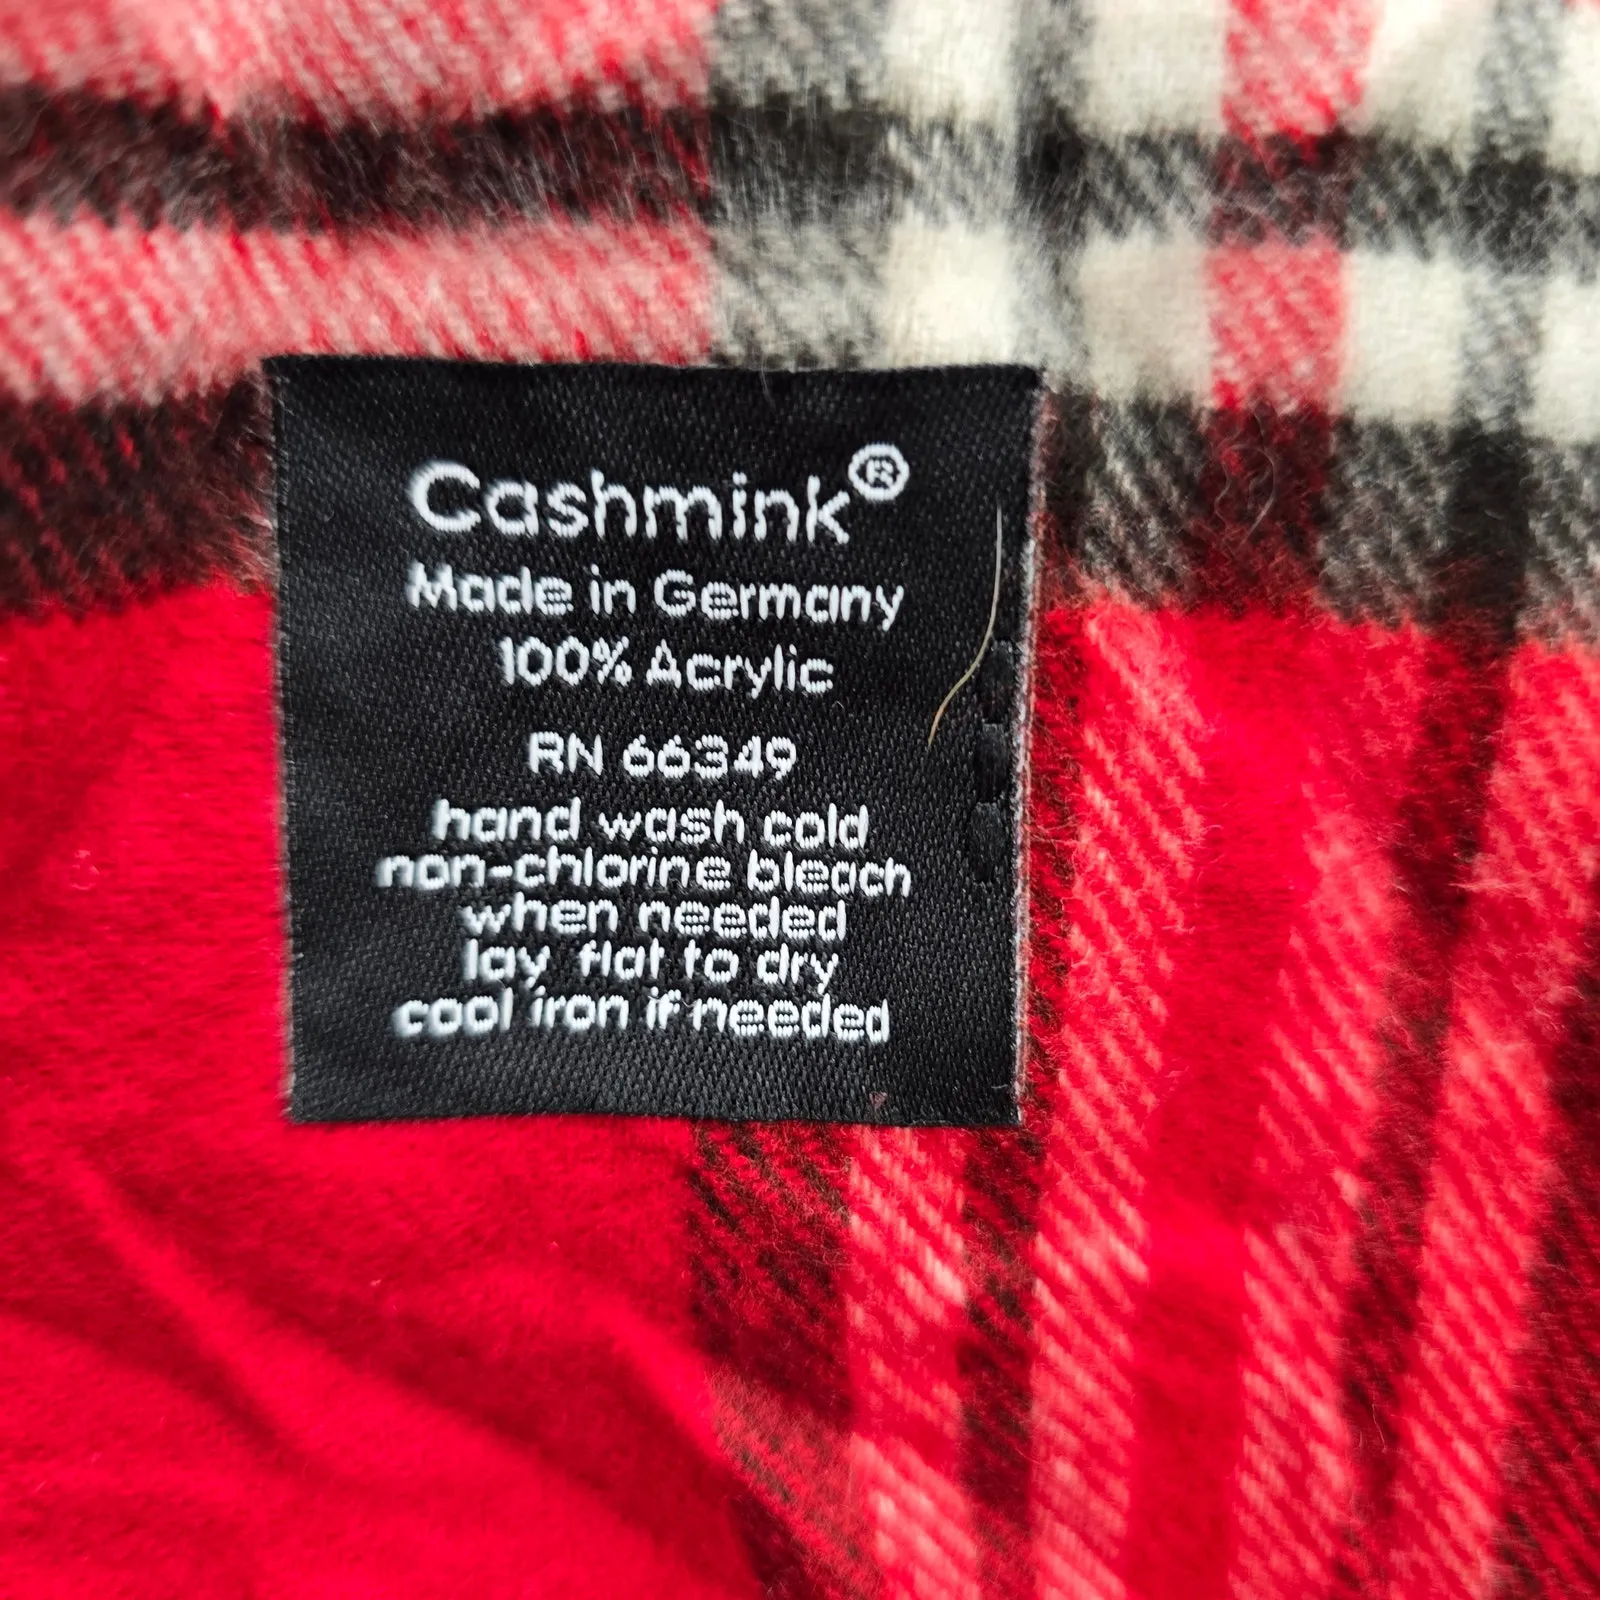 Cashmink®
Made in Germany
100% Acrylic
RN 66349
hand wash cold
non-chlorine bleach
when needed
lay flat to dry
cool iron if needed